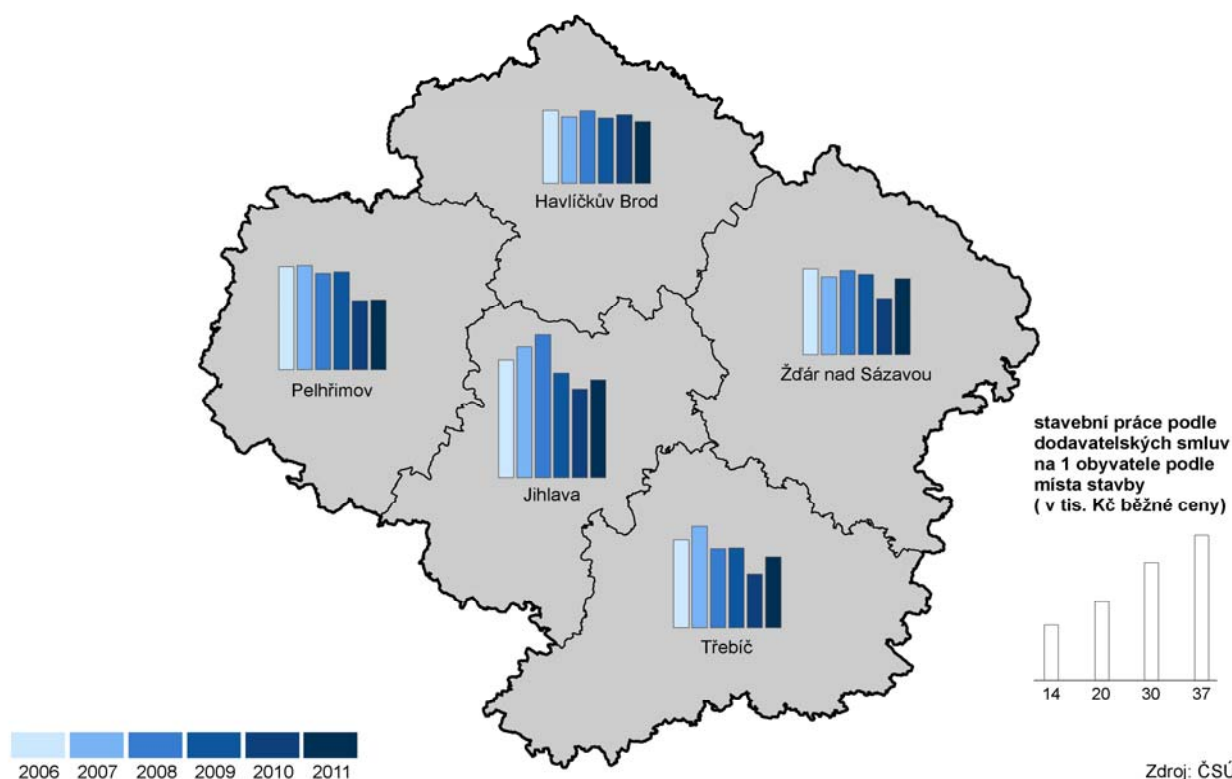 Havlíčkův Brod
Pelhřimov
Žďár nad Sázavou
Jihlava
Třebíč
stavební práce podle
dodavatelských smluv
na 1 obyvatele podle
místa stavby
( v tis. Kč běžné ceny)
14 20 30 37
2006 2007 2008 2009 2010 2011
Zdroj: ČSÚ